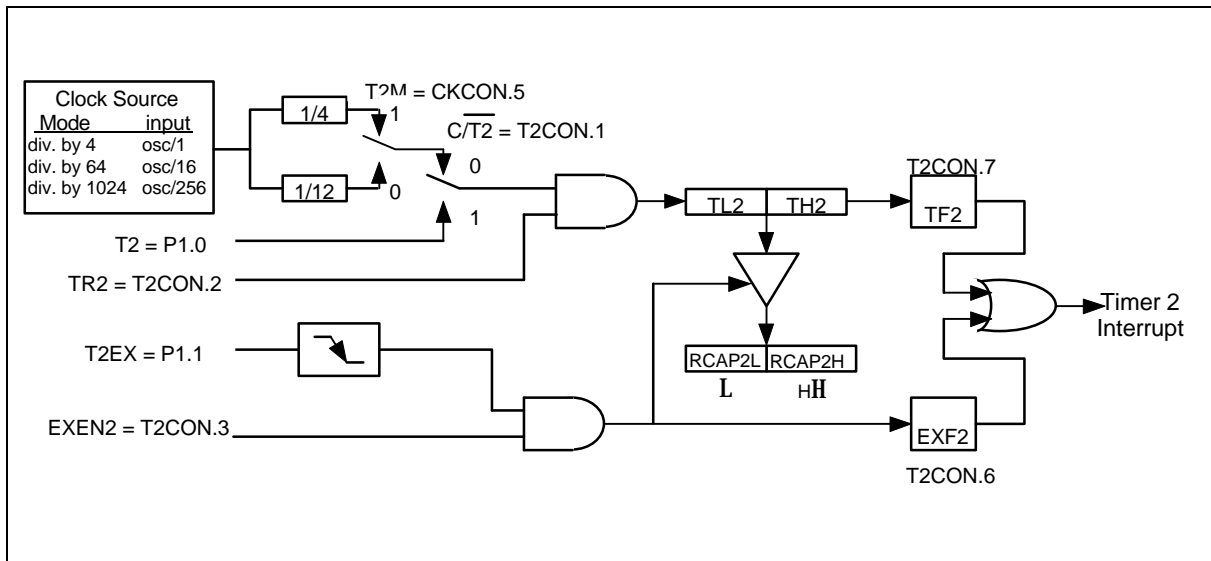 Clock Source
Mode input
div. by 4 osc/1
div. by 64 osc/16
div. by 1024 osc/256
1/4
1/12
T2M = CKCON.5
1
0
C/T2 = T2CON.1
0
1
T2 = P1.0
TR2 = T2CON.2
TL2 TH2
T2CON.7
TF2
Timer 2
Interrupt
T2EX = P1.1
RCAP2L RCAP2H
L HH
EXEN2 = T2CON.3
EXF2
T2CON.6